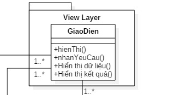 View Layer
GiaoDien
+hienThi()
+nhanYeuCau()
+Hiển thị dữ liệu()
+Hiển thị kết quả()
1..*
1..*
1..*